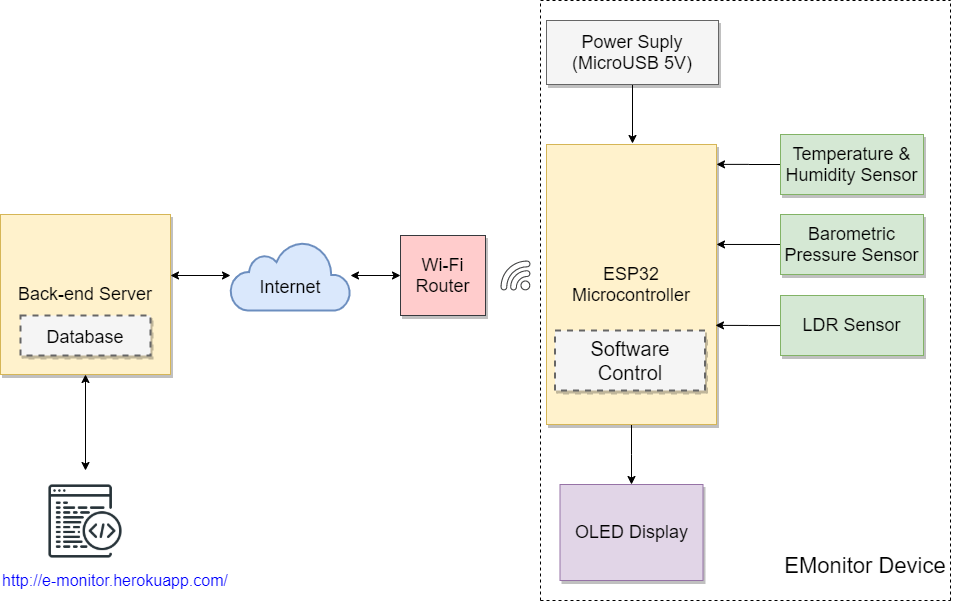 Power Suply
(MicroUSB 5V)
Temperature &
Humidity Sensor
Barometric
Pressure Sensor
LDR Sensor
ESP32
Microcontroller
Software
Control
Wi-Fi
Router
Internet
Back-end Server
Database
OLED Display
EMonitor Device
http://e-monitor.herokuapp.com/